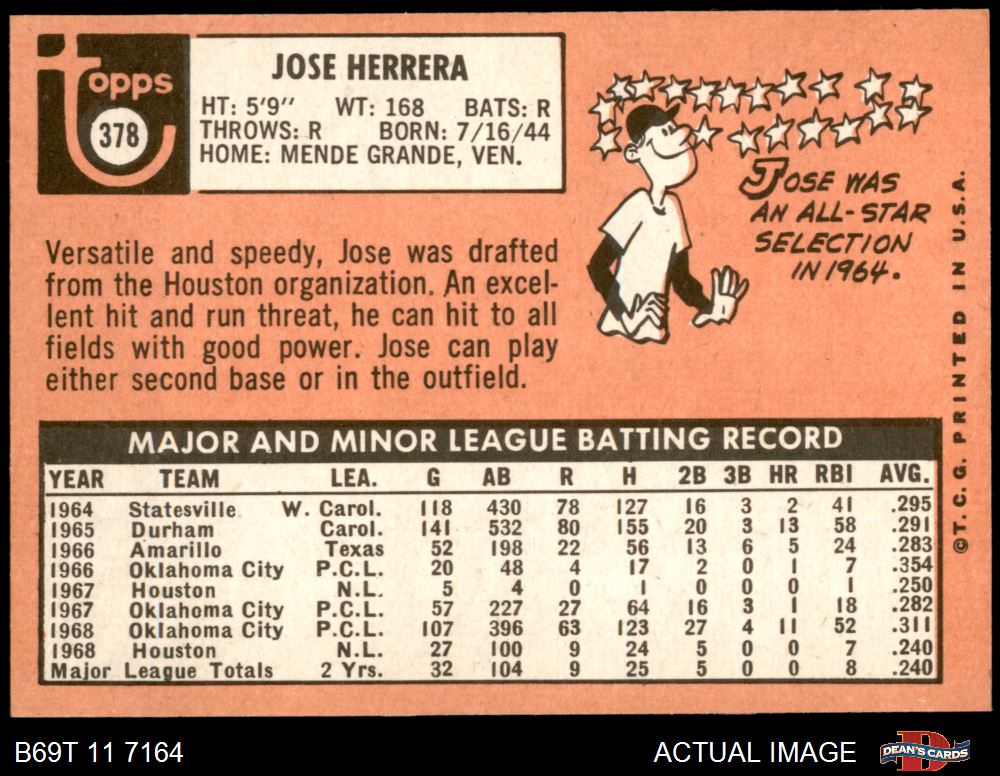 Topps
378
JOSE HERRERA
HT: 5'9" WT: 168 BATS: R
THROWS: R BORN: 7/16/44
HOME: MENDE GRANDE, VEN.
JOSE WAS
AN ALL-STAR
SELECTION
IN 1964.
Versatile and speedy, Jose was drafted
from the Houston organization. An excel-
lent hit and run threat, he can hit to all
fields with good power. Jose can play
either second base or in the outfield.
MAJOR AND MINOR LEAGUE BATTING RECORD
YEAR TEAM LEA. G AB R H 2B 3B HR RBI AVG.
1964 Statesville W. Carol. 118 430 78 127 16 3 2 41 .295
1965 Durham Carol. 141 532 80 155 20 3 13 58 .291
1966 Amarillo Texas 52 198 22 56 13 6 5 24 .283
1966 Oklahoma City P.C.L. 20 48 4 17 2 0 1 7 .354
1967 Houston N.L. 5 4 0 1 0 0 0 1 .250
1967 Oklahoma City P.C.L. 57 227 27 64 16 3 1 18 .282
1968 Oklahoma City P.C.L. 107 396 63 123 27 4 11 52 .311
1968 Houston N.L. 27 100 9 24 5 0 0 7 .240
Major League Totals 2 Yrs. 32 104 9 25 5 0 0 8 .240
©T.C.G. PRINTED IN U.S.A.
B69T 11 7164
ACTUAL IMAGE
D
DEAN'S CARDS